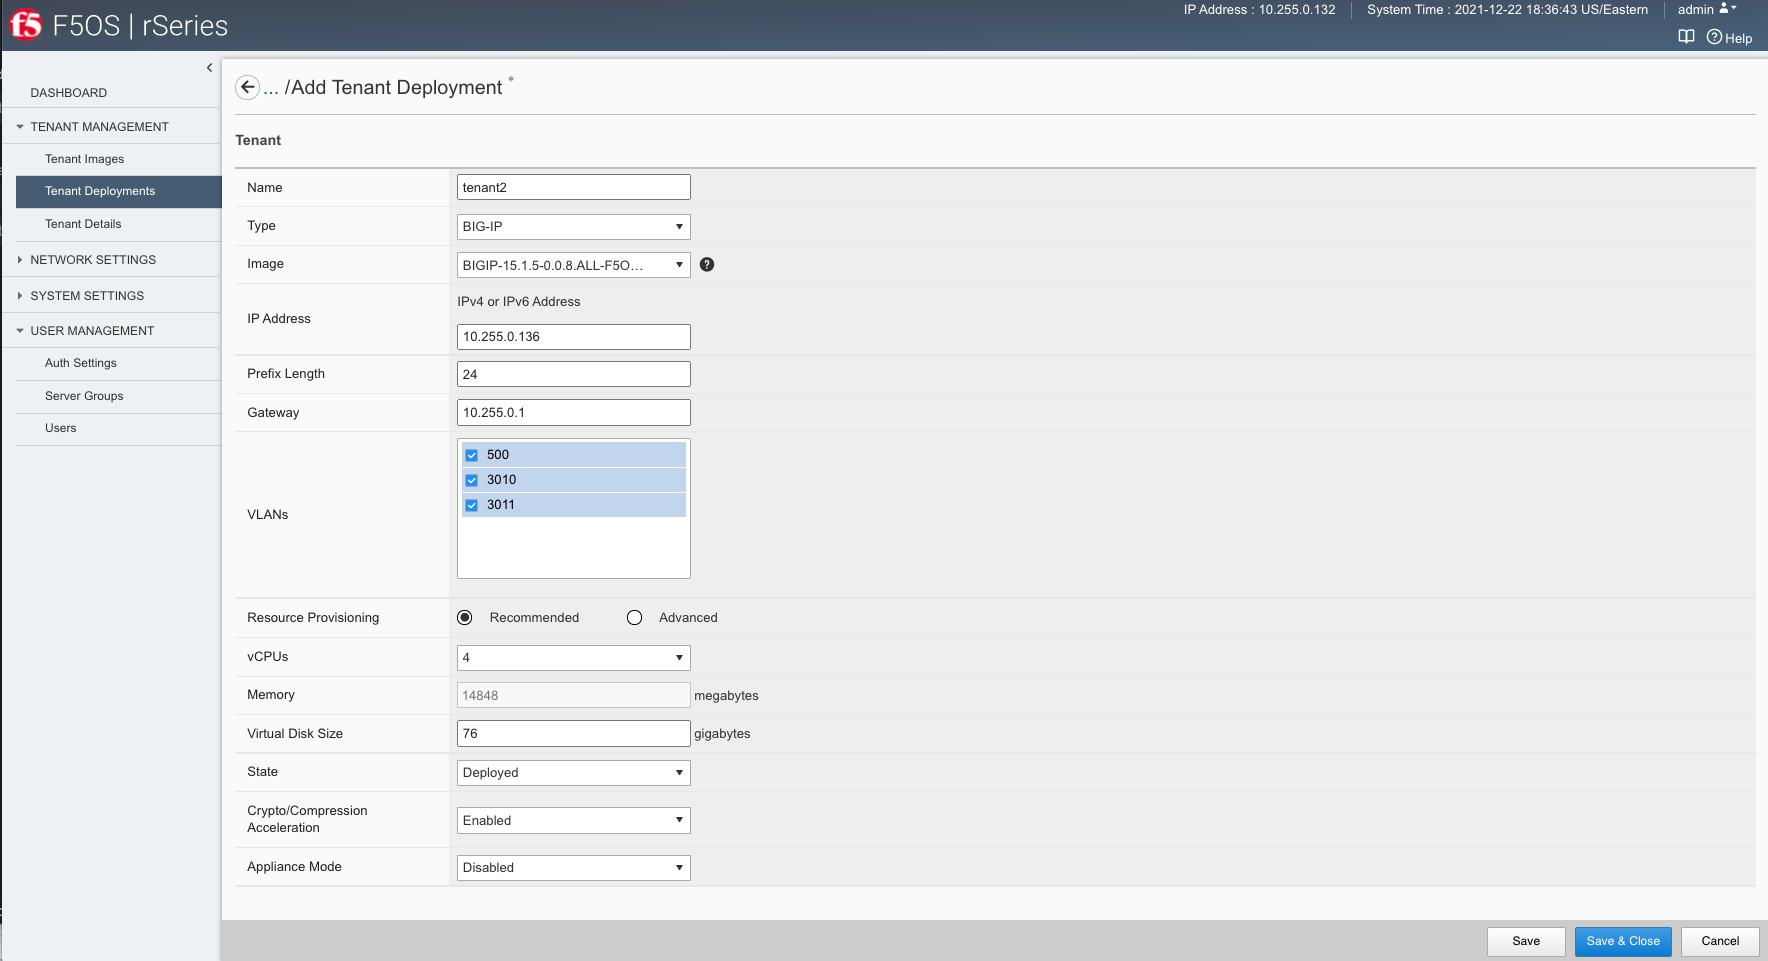 f5 F5OS | rSeries
IP Address : 10.255.0.132 System Time : 2021-12-22 18:36:43 US/Eastern admin
Help
DASHBOARD
TENANT MANAGEMENT
Tenant Images
Tenant Deployments
Tenant Details
NETWORK SETTINGS
SYSTEM SETTINGS
USER MANAGEMENT
Auth Settings
Server Groups
Users
... /Add Tenant Deployment *
Tenant
Name tenant2
Type BIG-IP
Image BIGIP-15.1.5-0.0.8.ALL-F5O... ?
IP Address
IPv4 or IPv6 Address
10.255.0.136
Prefix Length 24
Gateway 10.255.0.1
VLANs
500
3010
3011
Resource Provisioning Recommended Advanced
vCPUs 4
Memory 14848 megabytes
Virtual Disk Size 76 gigabytes
State Deployed
Crypto/Compression
Acceleration
Enabled
Appliance Mode Disabled
Save Save & Close Cancel